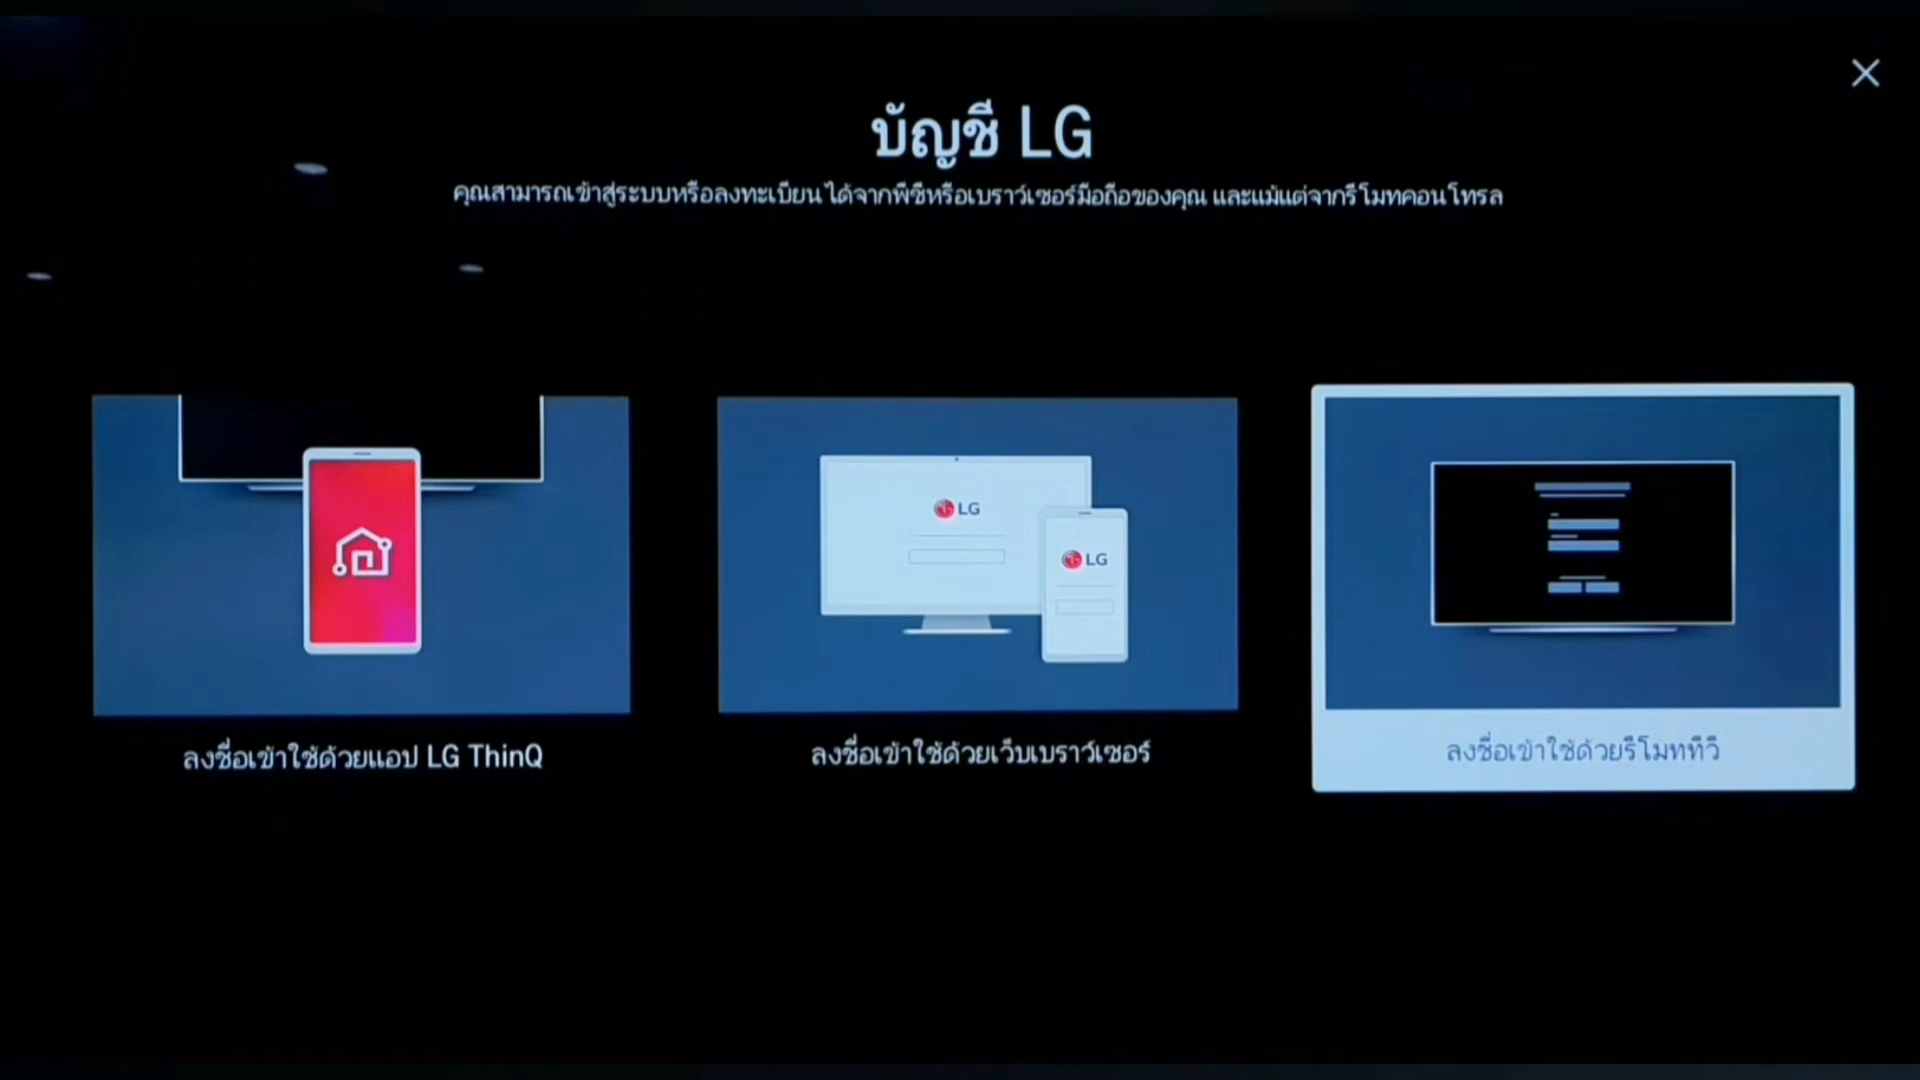 บัญชี LG
คุณสามารถเข้าสู่ระบบหรือลงทะเบียนได้จากพีซีหรือเบราว์เซอร์มือถือของคุณ และแม้แต่จากรีโมทคอนโทรล
LG
LG
ลงชื่อเข้าใช้ด้วยแอป LG ThinQ
ลงชื่อเข้าใช้ด้วยเว็บเบราว์เซอร์
ลงชื่อเข้าใช้ด้วยรีโมททีวี